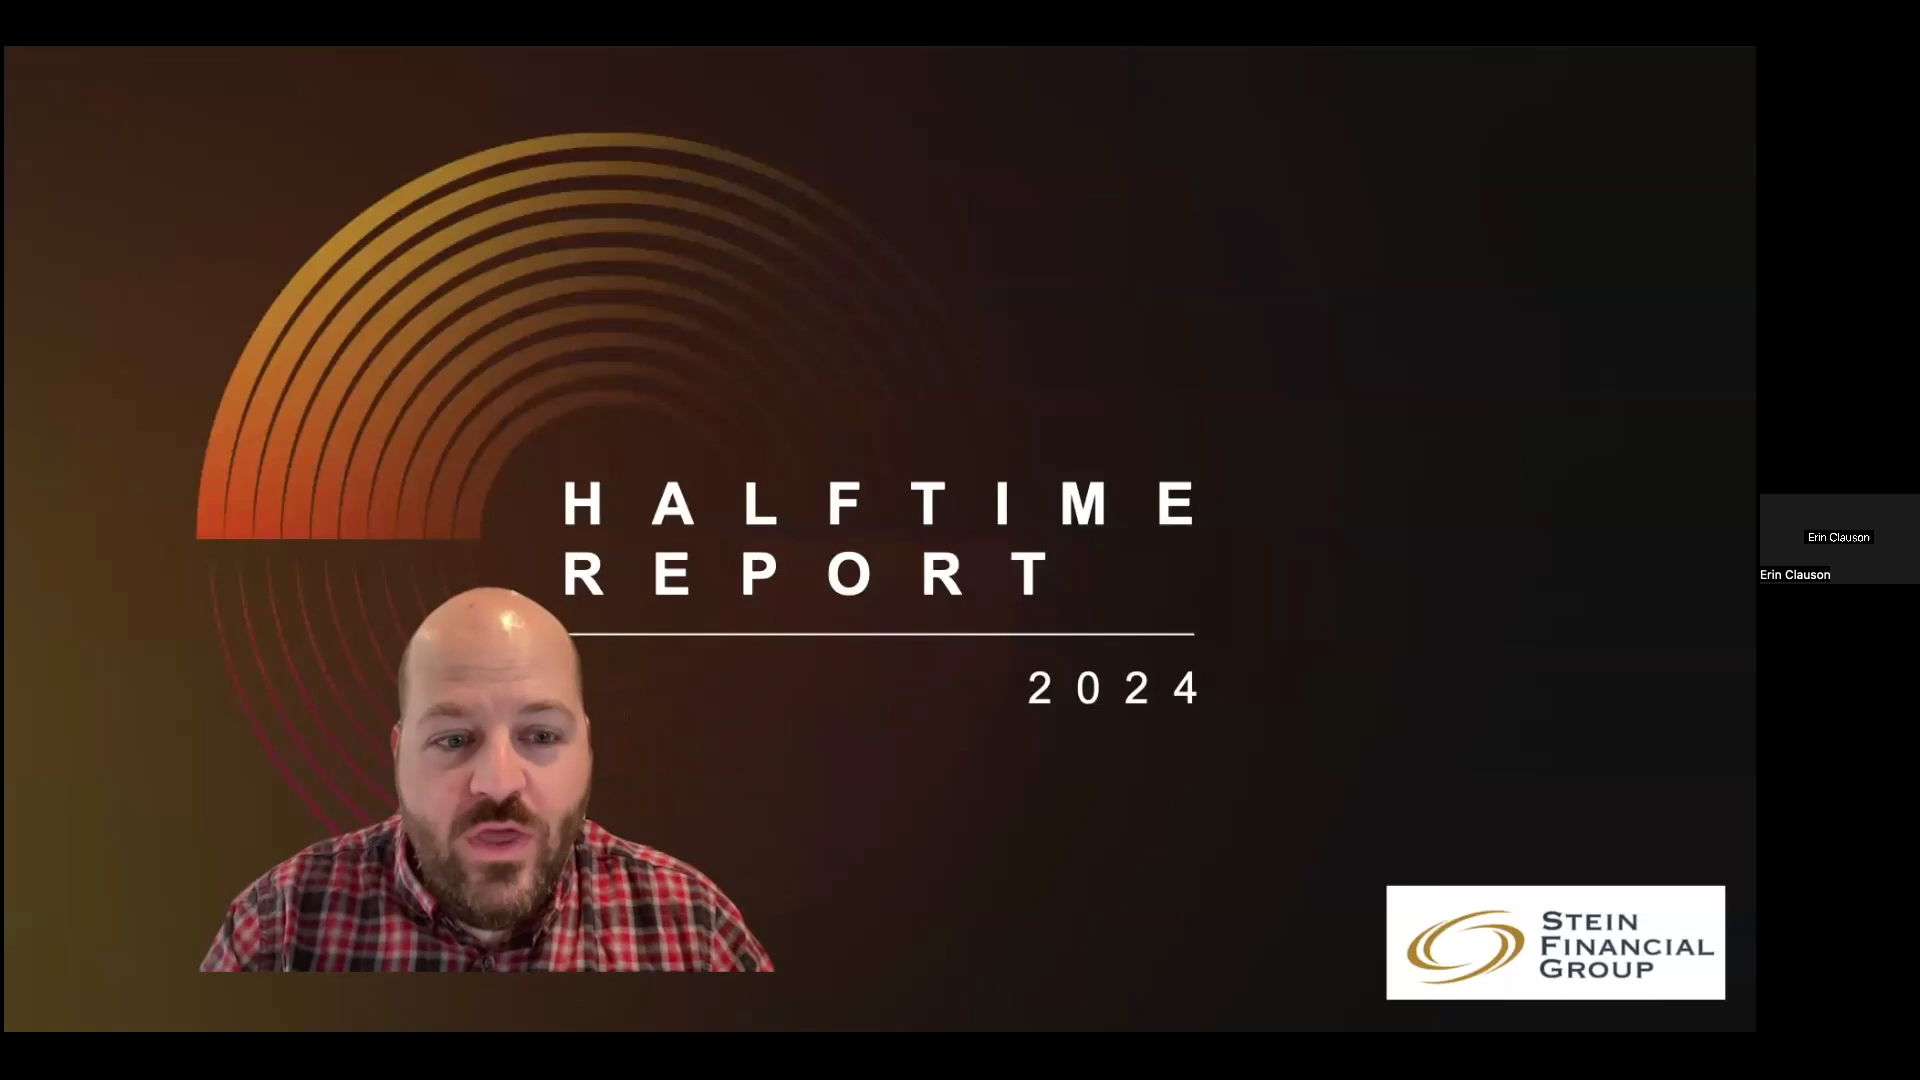 HALFTIME
REPORT
2024
Erin Clauson
Erin Clauson
STEIN
FINANCIAL
GROUP